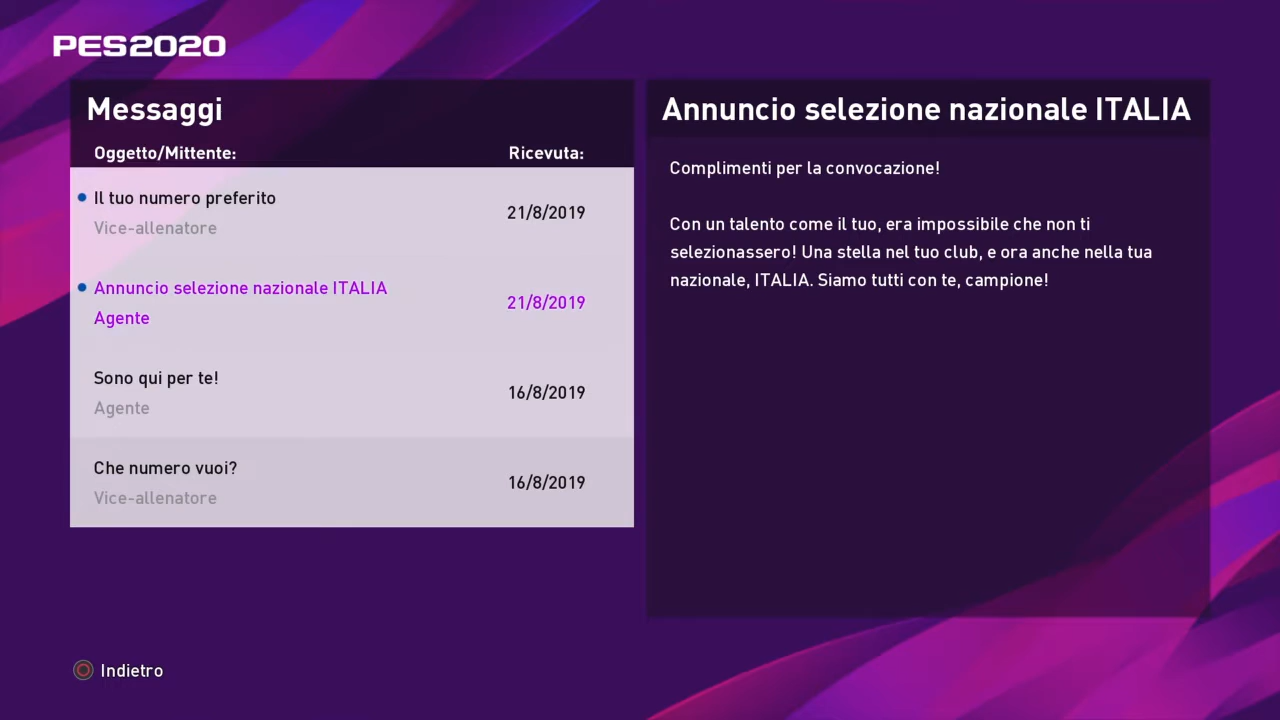 PES2020
Messaggi
Oggetto/Mittente:
Ricevuta:
Il tuo numero preferito
Vice-allenatore
21/8/2019
Annuncio selezione nazionale ITALIA
Agente
21/8/2019
Sono qui per te!
Agente
16/8/2019
Che numero vuoi?
Vice-allenatore
16/8/2019
Annuncio selezione nazionale ITALIA
Complimenti per la convocazione!
Con un talento come il tuo, era impossibile che non ti
selezionassero! Una stella nel tuo club, e ora anche nella tua
nazionale, ITALIA. Siamo tutti con te, campione!
Indietro